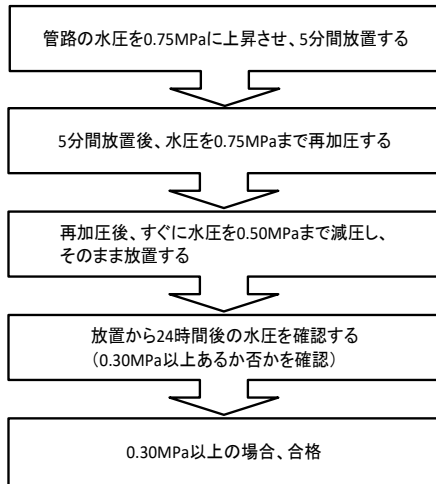 管路の水圧を0.75MPaに上昇させ、5分間放置する
5分間放置後、水圧を0.75MPaまで再加圧する
再加圧後、すぐに水圧を0.50MPaまで減圧し、
そのまま放置する
放置から24時間後の水圧を確認する
（0.30MPa以上あるか否かを確認）
0.30MPa以上の場合、合格